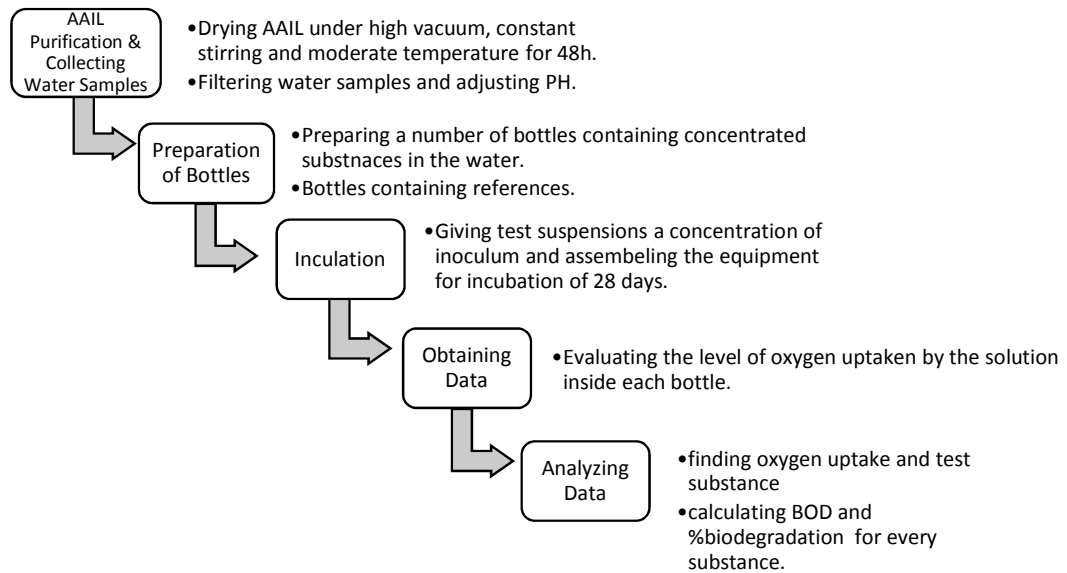 AAIL
Purification &
Collecting
Water Samples
•Drying AAIL under high vacuum, constant
stirring and moderate temperature for 48h.
•Filtering water samples and adjusting PH.
Preparation
of Bottles
•Preparing a number of bottles containing concentrated
substnaces in the water.
•Bottles containing references.
Inculation
•Giving test suspensions a concentration of
inoculum and assembeling the equipment
for incubation of 28 days.
Obtaining
Data
•Evaluating the level of oxygen uptaken by the solution
inside each bottle.
Analyzing
Data
•finding oxygen uptake and test
substance
•calculating BOD and
%biodegradation for every
substance.